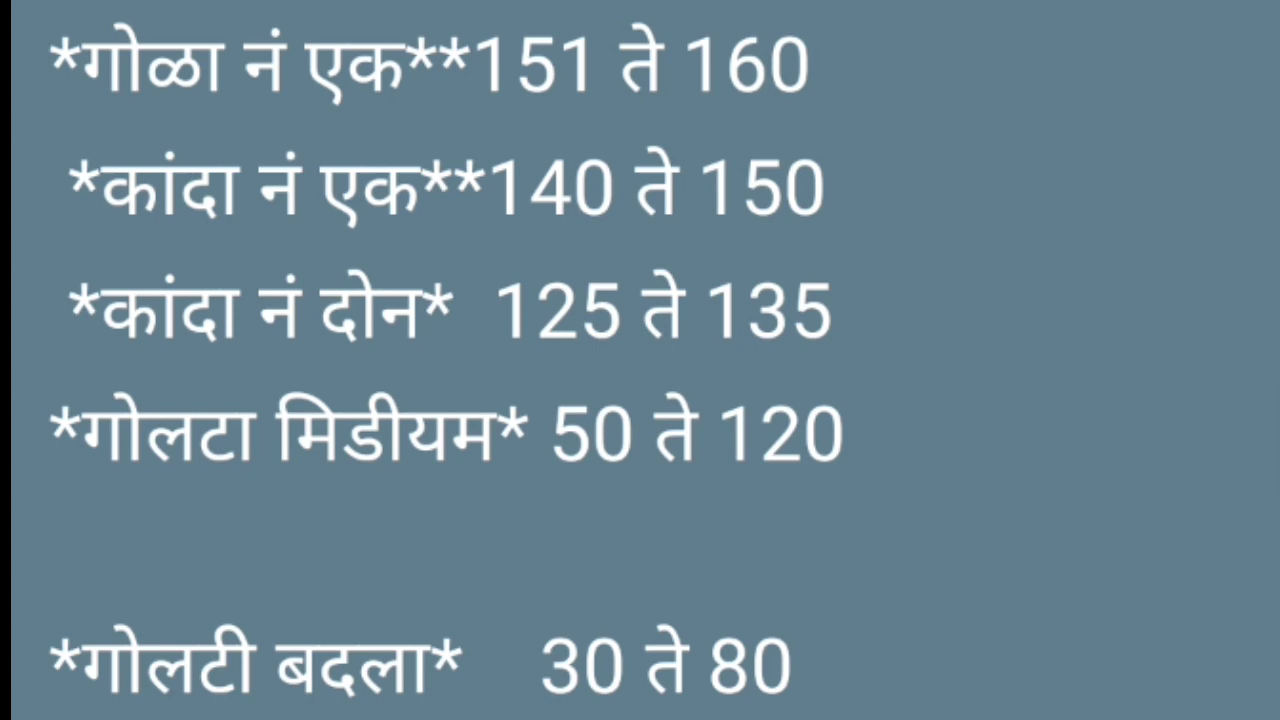 *गोळा नं एक**151 ते 160
*कांदा नं एक**140 ते 150
*कांदा नं दोन* 125 ते 135
*गोलटा मिडीयम* 50 ते 120
*गोलटी बदला* 30 ते 80